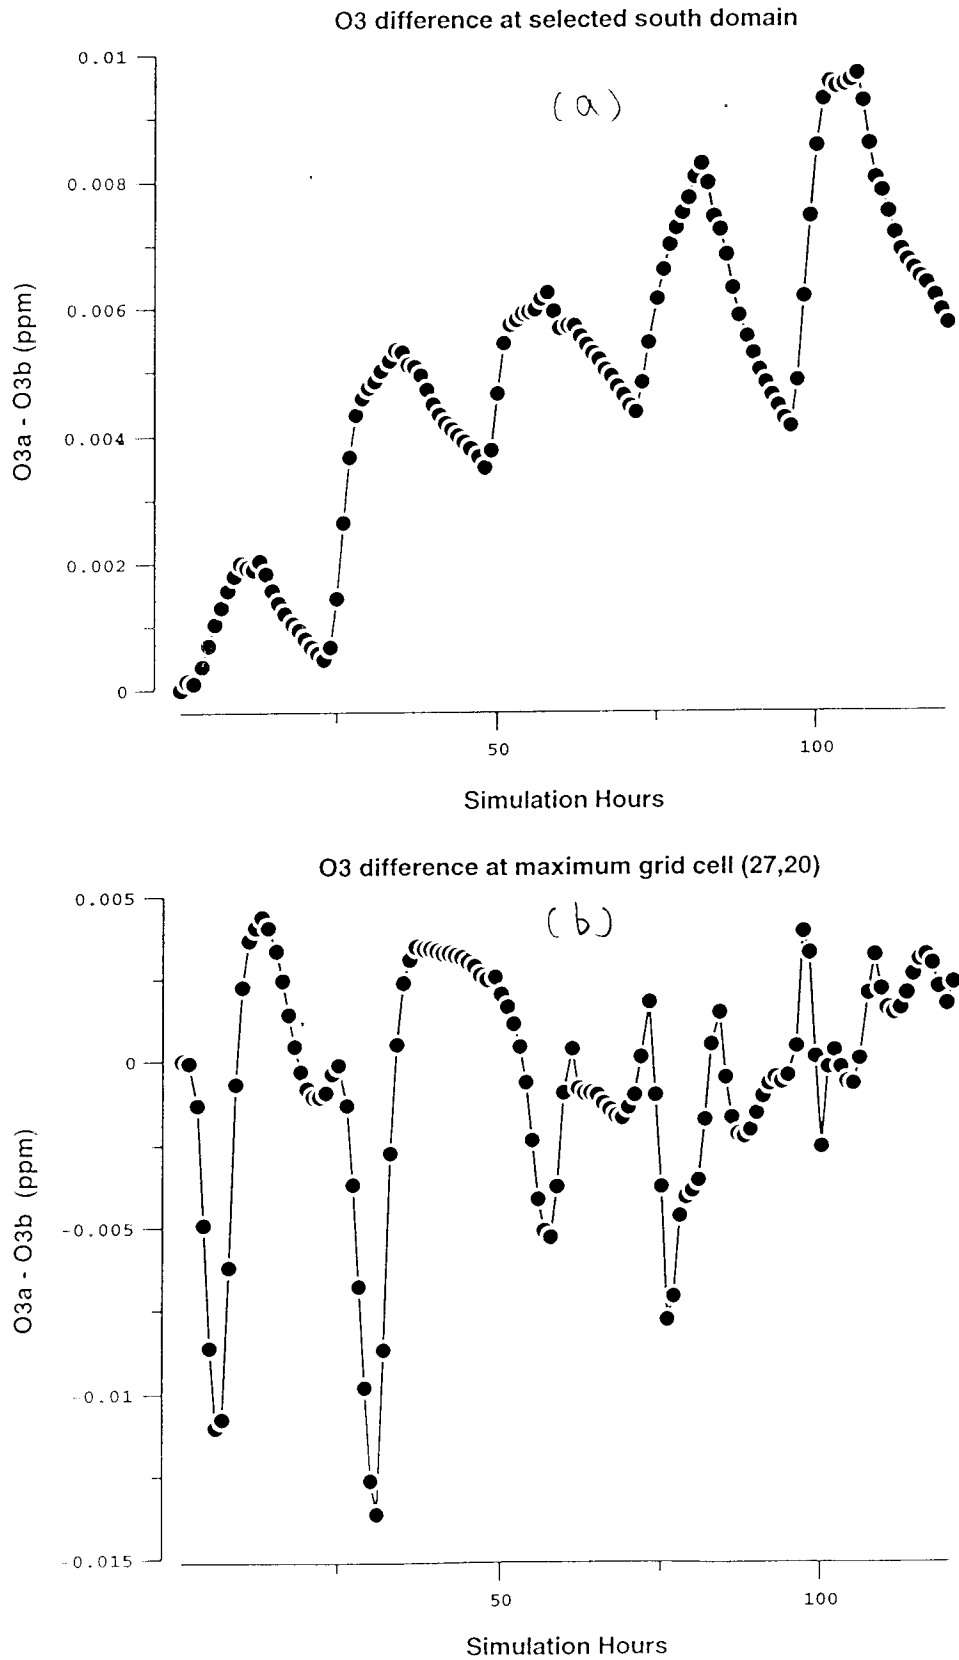 O3 difference at selected south domain
(a)
0.01
0.008
0.006
0.004
0.002
0
O3a - O3b (ppm)
50
100
Simulation Hours
O3 difference at maximum grid cell (27,20)
(b)
0.005
0
-0.005
-0.01
-0.015
O3a - O3b (ppm)
50
100
Simulation Hours